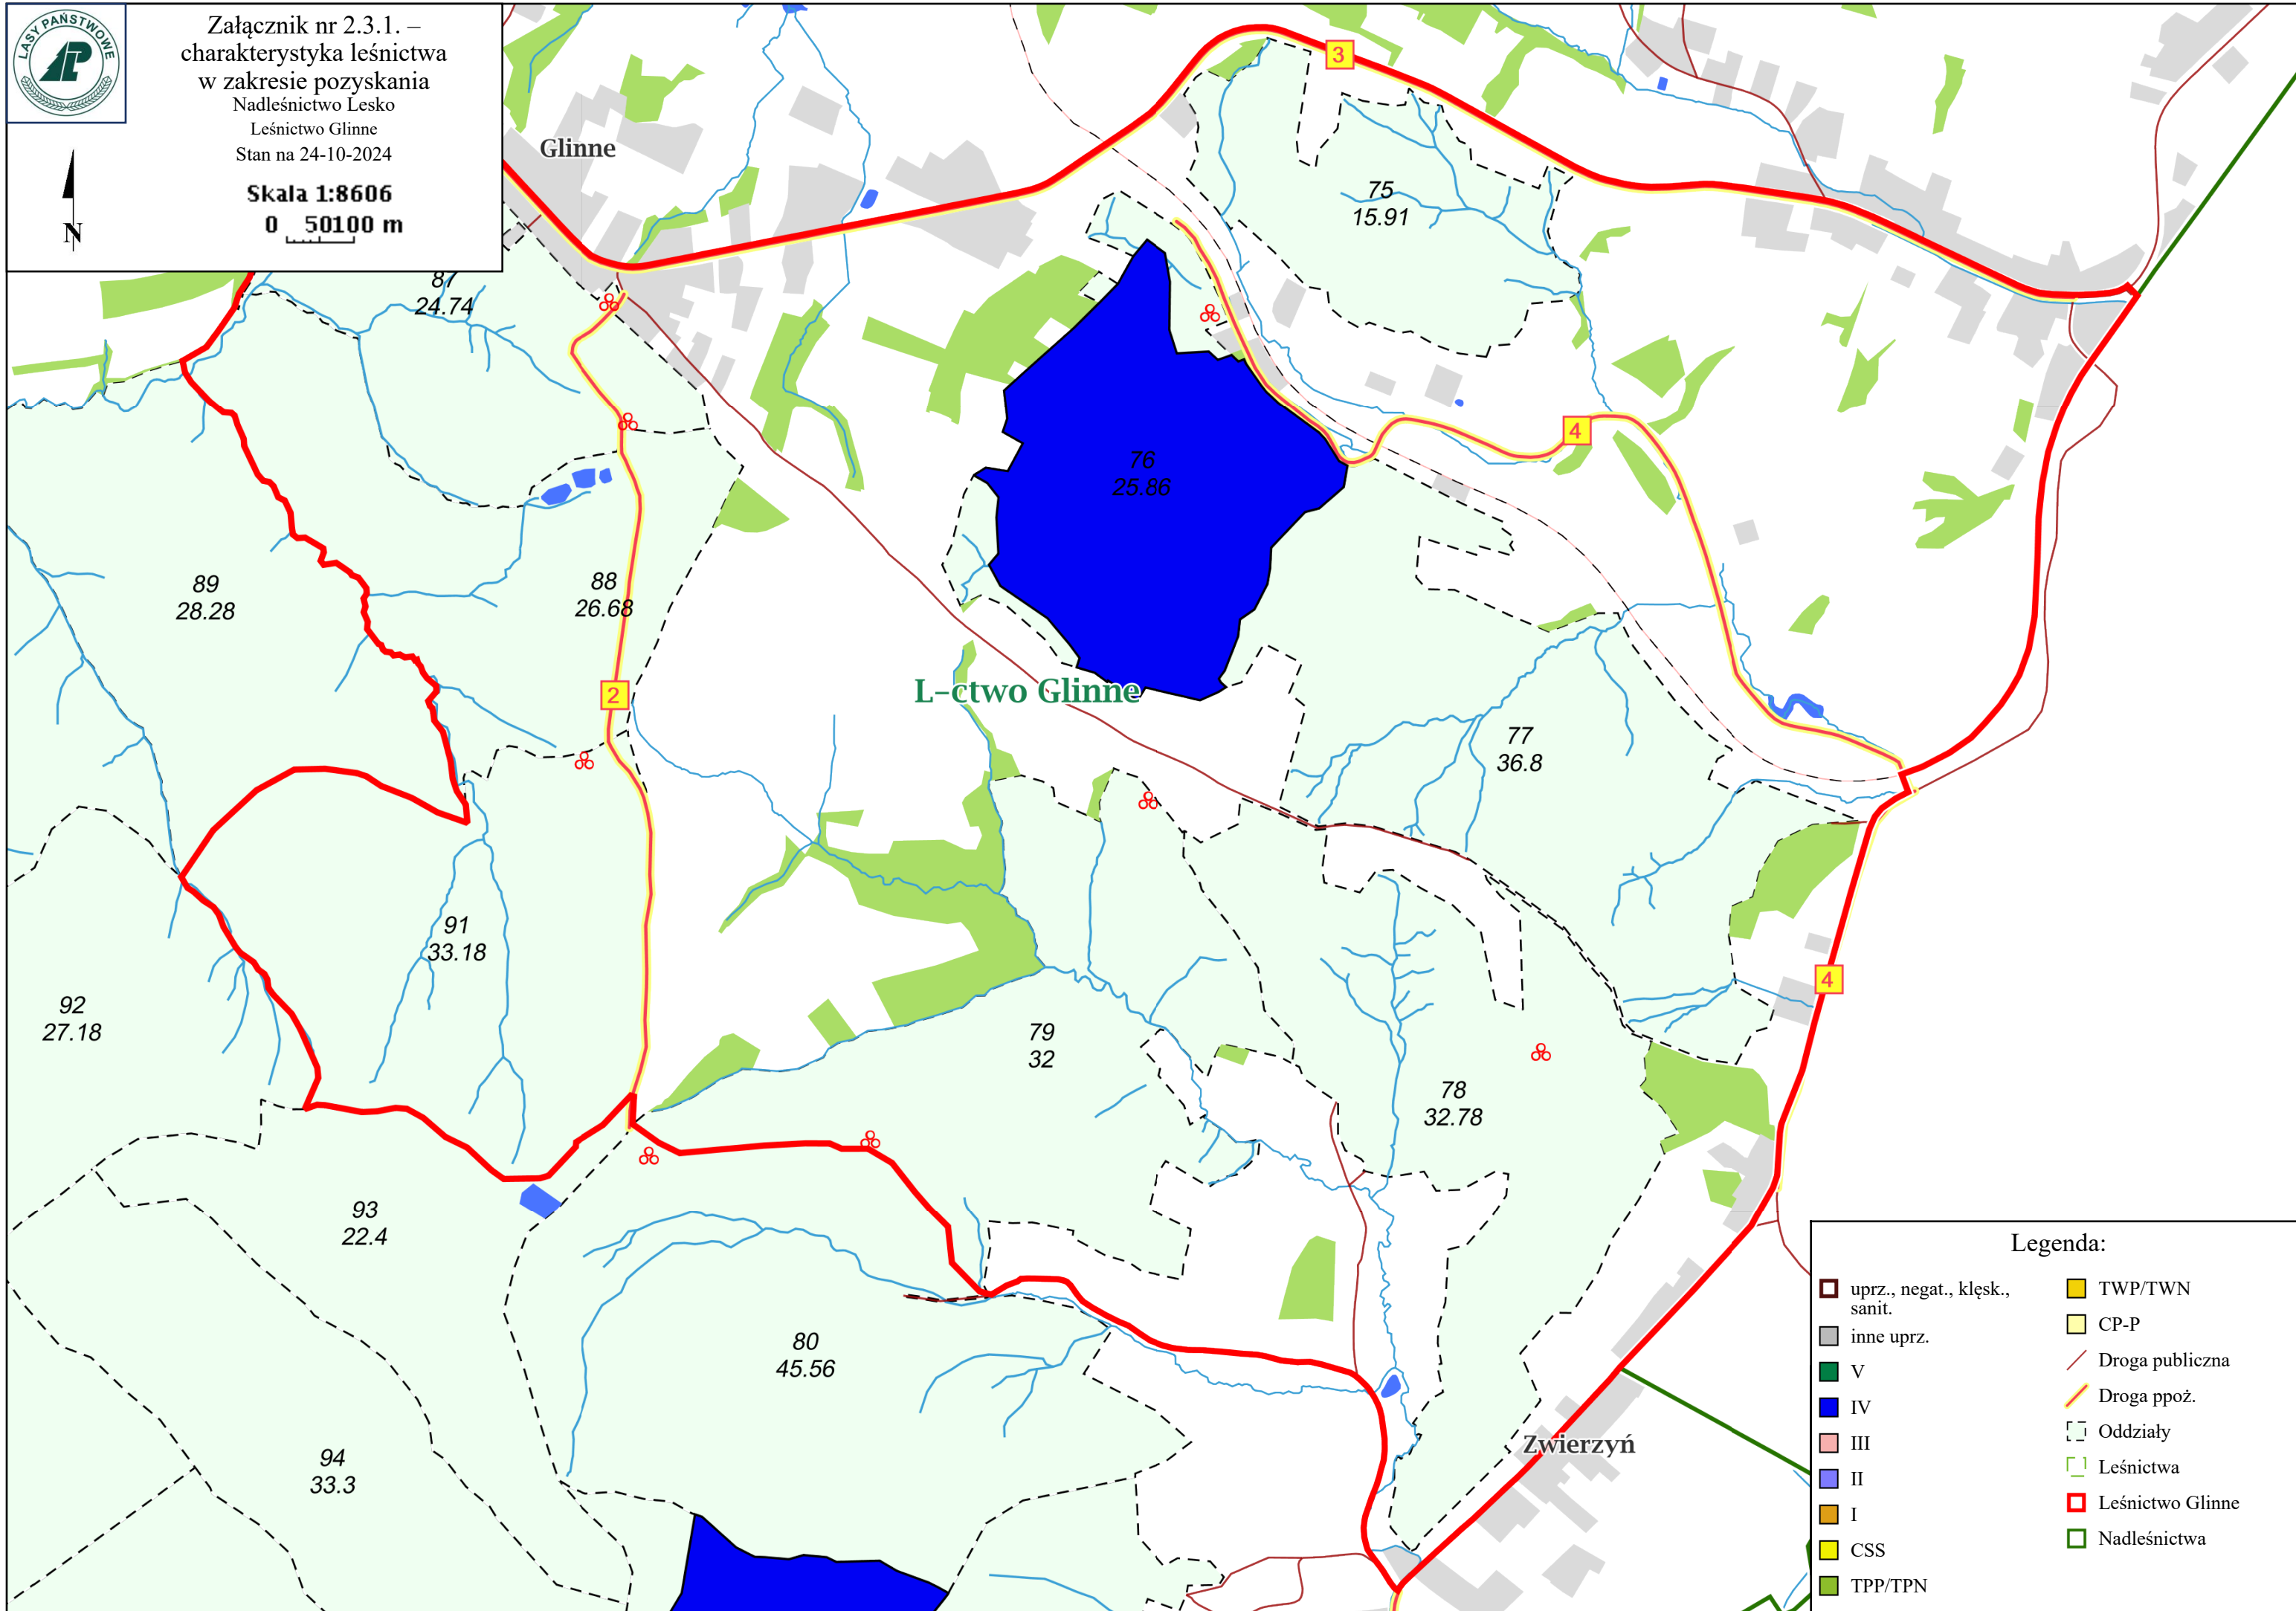 LASY PAŃSTWOWE
Załącznik nr 2.3.1. –
charakterystyka leśnictwa
w zakresie pozyskania
Nadleśnictwo Lesko
Leśnictwo Glinne
Stan na 24-10-2024
Skala 1:8606
0 50100 m
N
Glinne
3
75
15.91
87
24.74
4
76
25.86
89
28.28
88
26.68
2
L-ctwo Glinne
77
36.8
91
33.18
4
92
27.18
79
32
78
32.78
93
22.4
80
45.56
94
33.3
Zwierzyń
Legenda:
uprz., negat., klęsk.,
sanit.
inne uprz.
V
IV
III
II
I
CSS
TPP/TPN
TWP/TWN
CP-P
Droga publiczna
Droga ppoż.
Oddziały
Leśnictwa
Leśnictwo Glinne
Nadleśnictwa